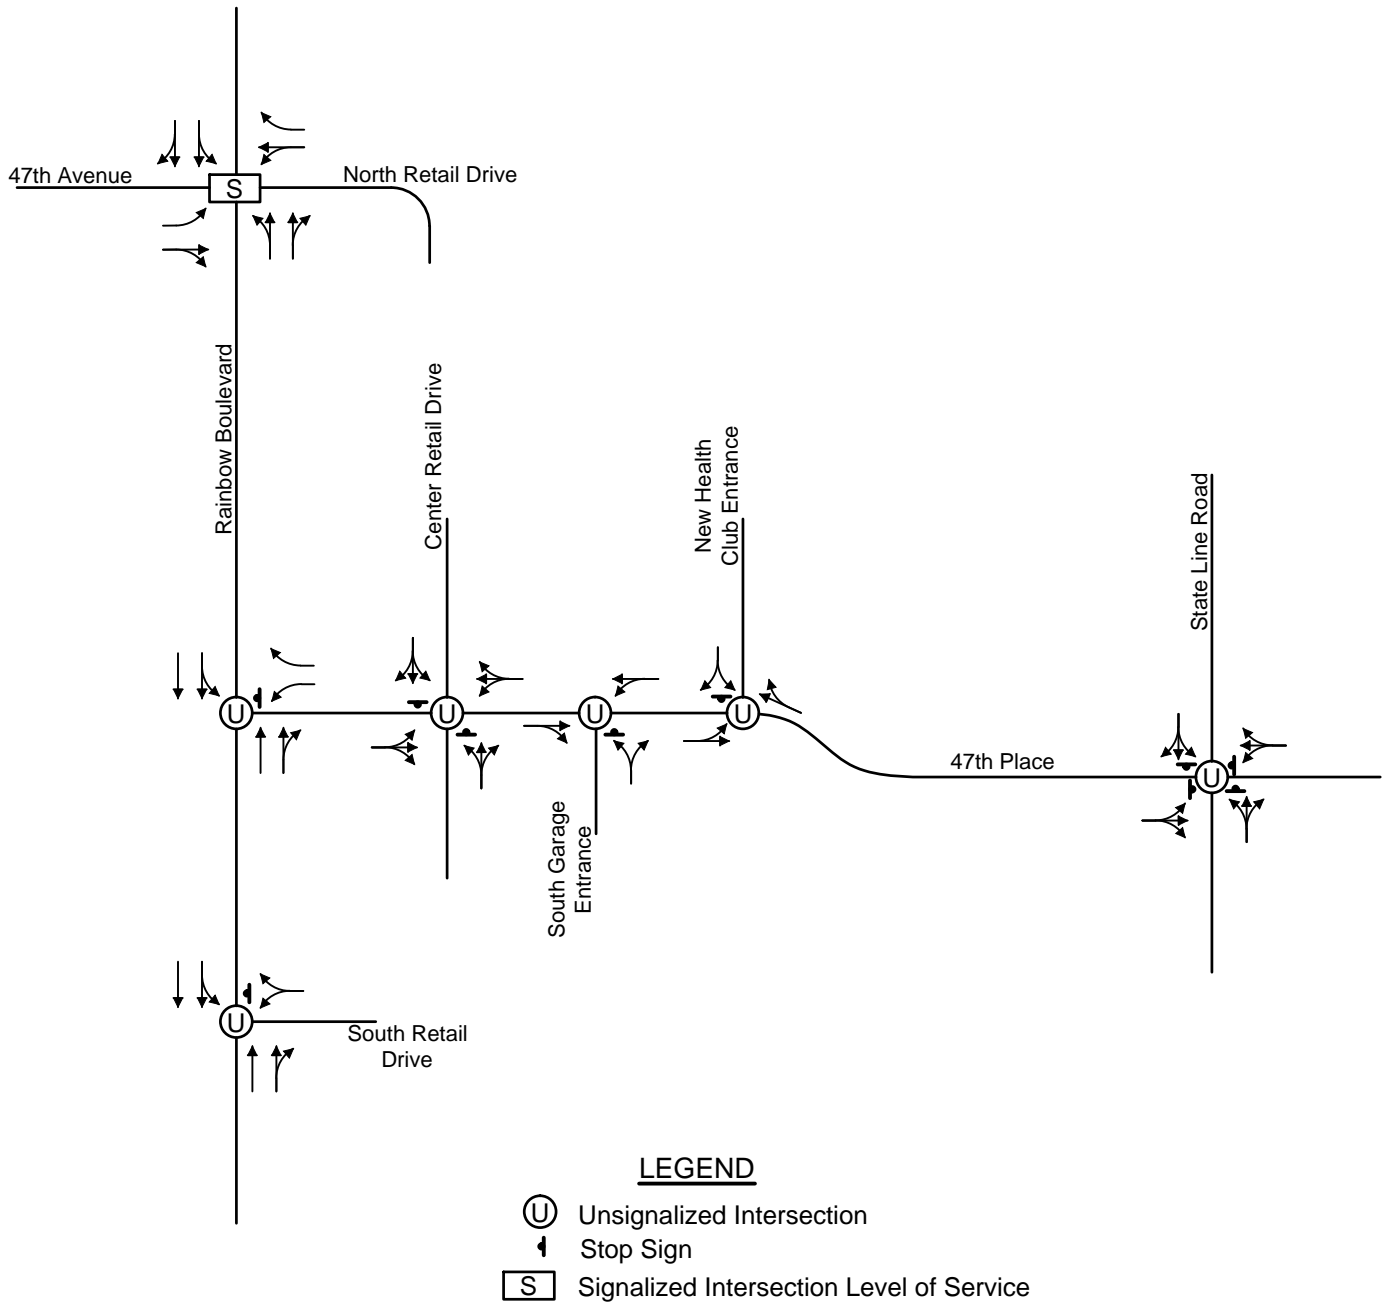 47th Avenue
S
North Retail Drive
Rainbow Boulevard
Center Retail Drive
New Health
Club Entrance
State Line Road
U
U
U
U
47th Place
U
South Garage
Entrance
U
South Retail
Drive
LEGEND
U Unsignalized Intersection
Stop Sign
S Signalized Intersection Level of Service